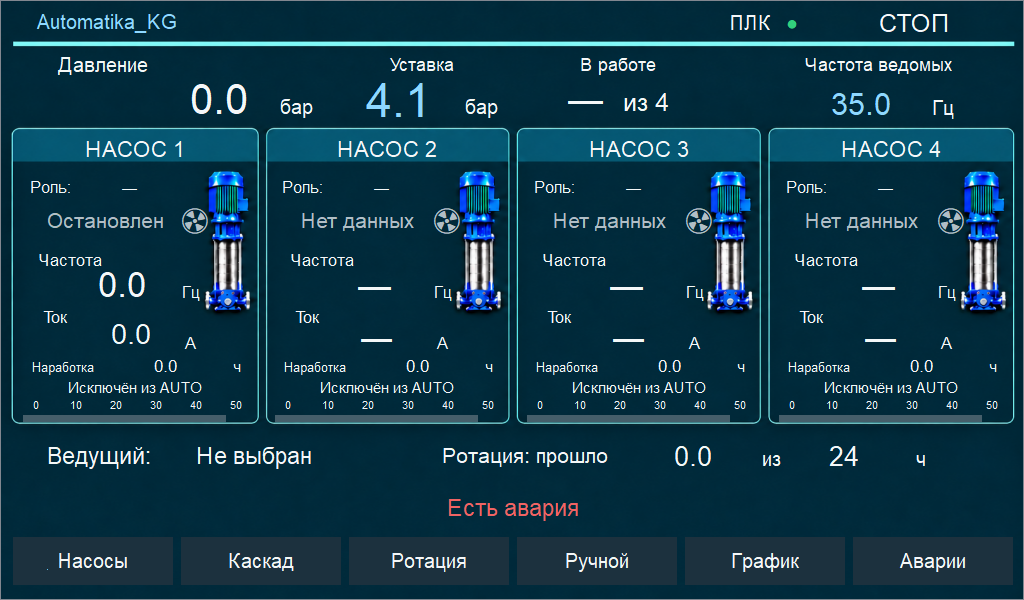 Automatika_KG ПЛК СТОП
Давление Уставка В работе Частота ведомых
0.0 бар 4.1 бар — из 4 35.0 Гц
НАСОС 1 НАСОС 2 НАСОС 3 НАСОС 4
Роль: — Роль: — Роль: — Роль: —
Остановлен Нет данных Нет данных Нет данных
Частота Частота Частота Частота
0.0 Гц — Гц — Гц — Гц
Ток Ток Ток Ток
0.0 А — А — А — А
Наработка 0.0 ч Наработка 0.0 ч Наработка 0.0 ч Наработка 0.0 ч
Исключён из AUTO Исключён из AUTO Исключён из AUTO Исключён из AUTO
0 10 20 30 40 50 0 10 20 30 40 50 0 10 20 30 40 50 0 10 20 30 40 50
Ведущий: Не выбран Ротация: прошло 0.0 из 24 ч
Есть авария
Насосы Каскад Ротация Ручной График Аварии